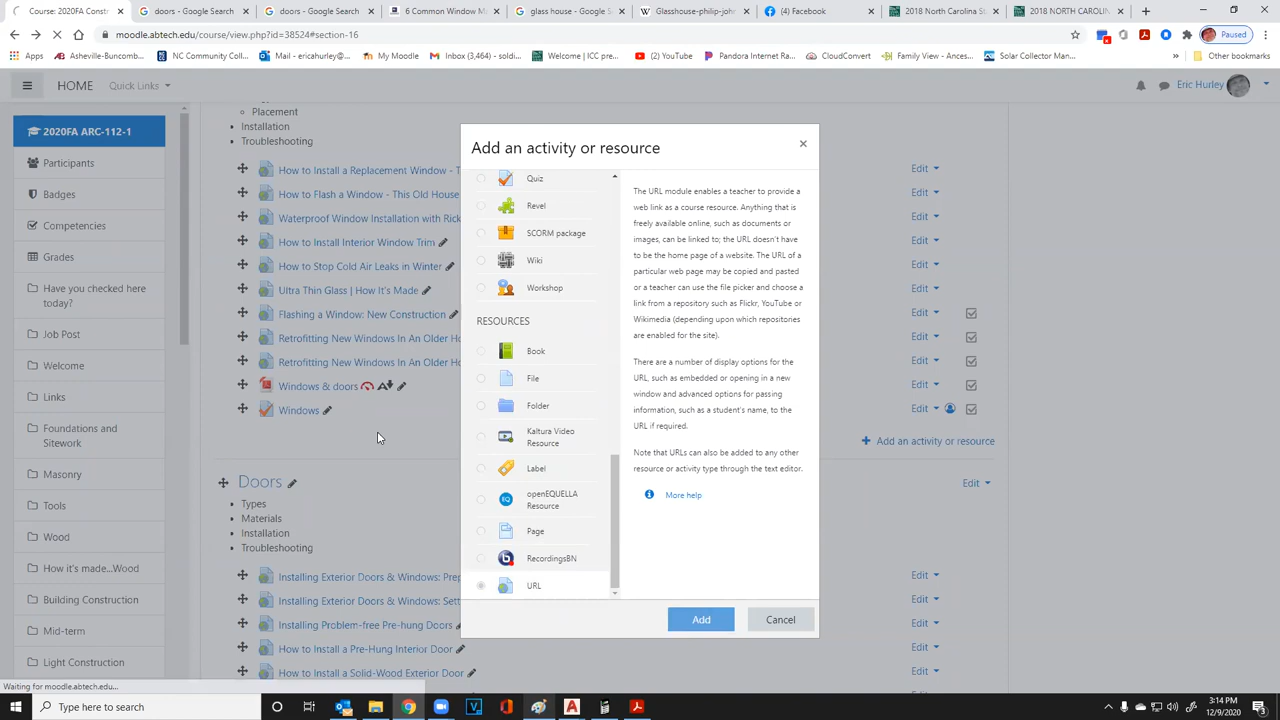 Course: Constr
doors - Google Search
doors - Google Search
6 Common Window M
glass house - Google S
Glasshouse-philip-joh
(4) Facebook
2018 North Carolina St
2018 NORTH CAROLIN
moodle.abtech.edu/course/view.php?id=38524#section-16
Paused
Apps
Asheville-Buncomb...
NC Community Coll...
Mail - ericahurley@...
My Moodle
Inbox (3,464) - soldi...
Welcome | ICC pre...
(2) YouTube
Pandora Internet Ra...
CloudConvert
Family View - Ances...
Solar Collector Man...
»
Other bookmarks
HOME
Quick Links
Eric Hurley
2020FA ARC-112-1
Participants
Badges
Competencies
Grades
Have you checked here
today?
Job Post
Welcome
Links
Foundations and
Sitework
Masonry
Tools
Wood
How it's made...Wood
Building Construction
Mid-term
Light Construction
Placement
Installation
Troubleshooting
How to Install a Replacement Window - T
Edit
How to Flash a Window - This Old House
Edit
Waterproof Window Installation with Rick
Edit
How to Install Interior Window Trim
Edit
How to Stop Cold Air Leaks in Winter
Edit
Ultra Thin Glass | How It's Made
Edit
Flashing a Window: New Construction
Edit
Retrofitting New Windows In An Older Ho
Edit
Retrofitting New Windows In An Older Ho
Edit
Windows & doors
Edit
Windows
Edit
+ Add an activity or resource
Doors
Edit
Types
Materials
Installation
Troubleshooting
Installing Exterior Doors & Windows: Prep
Edit
Installing Exterior Doors & Windows: Sett
Edit
Installing Problem-free Pre-hung Doors
Edit
How to Install a Pre-Hung Interior Door
Edit
How to Install a Solid-Wood Exterior Door
Edit
Add an activity or resource
×
Quiz
Revel
SCORM package
Wiki
Workshop
RESOURCES
Book
File
Folder
Kaltura Video
Resource
Label
openEQUELLA
Resource
Page
RecordingsBN
URL
The URL module enables a teacher to provide a
web link as a course resource. Anything that is
freely available online, such as documents or
images, can be linked to; the URL doesn't have
to be the home page of a website. The URL of a
particular web page may be copied and pasted
or a teacher can use the file picker and choose a
link from a repository such as Flickr, YouTube or
Wikimedia (depending upon which repositories
are enabled for the site).
There are a number of display options for the
URL, such as embedded or opening in a new
window and advanced options for passing
information, such as a student's name, to the
URL if required.
Note that URLs can also be added to any other
resource or activity type through the text editor.
More help
Add
Cancel
Waiting for moodle.abtech.edu...
Type here to search
3:14 PM
12/9/2020